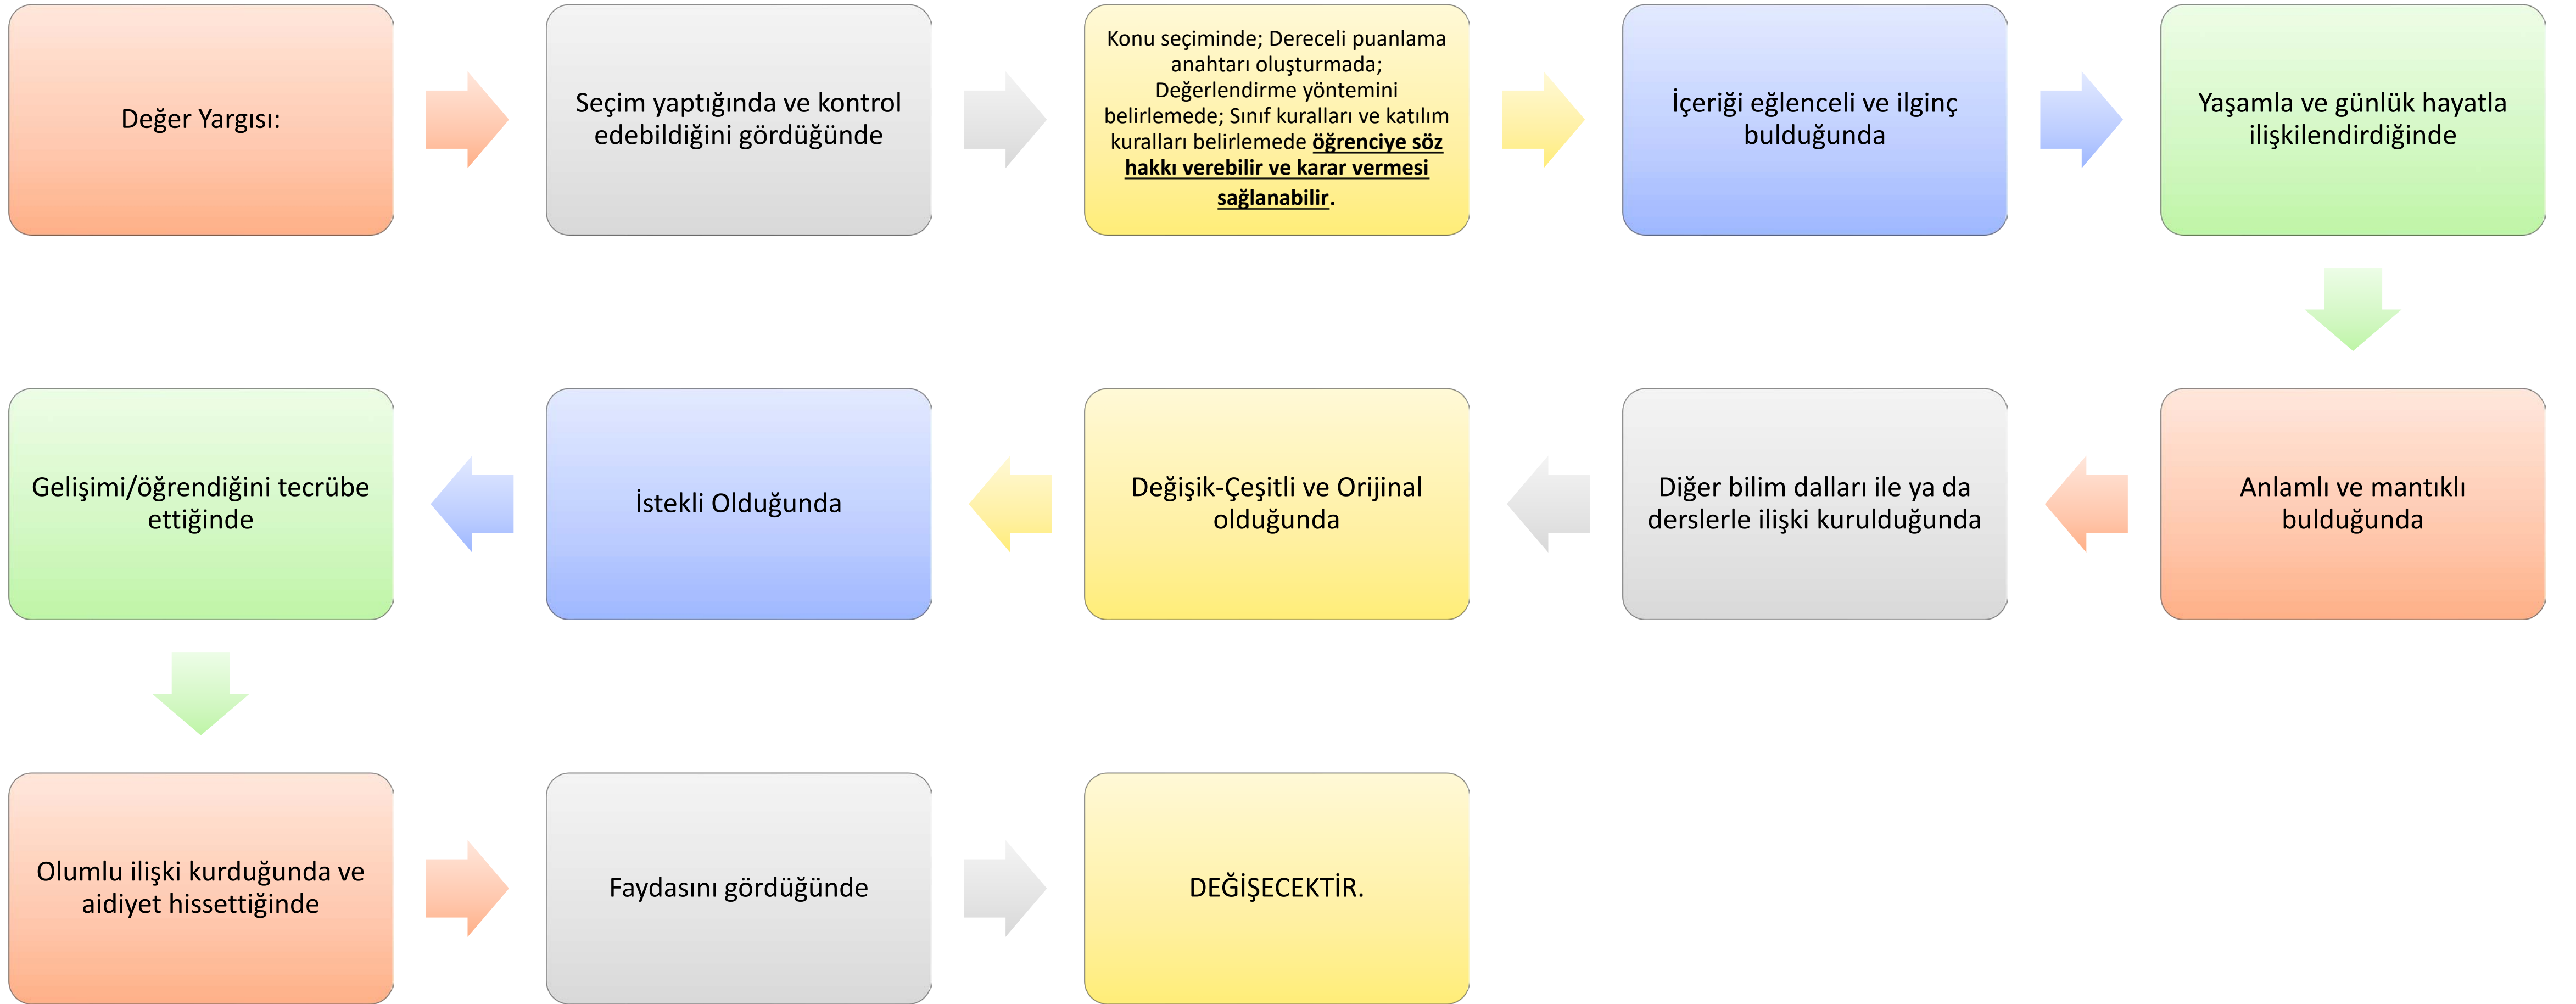 Değer Yargısı:
Seçim yaptığında ve kontrol
edebildiğini gördüğünde
Konu seçiminde; Dereceli puanlama
anahtarı oluşturmada;
Değerlendirme yöntemini
belirlemede; Sınıf kuralları ve katılım
kuralları belirlemede öğrenciye söz
hakkı verebilir ve karar vermesi
sağlanabilir.
İçeriği eğlenceli ve ilginç
bulduğunda
Yaşamla ve günlük hayatla
ilişkilendirdiğinde
Anlamlı ve mantıklı
bulduğunda
Diğer bilim dalları ile ya da
derslerle ilişki kurulduğunda
Değişik-Çeşitli ve Orijinal
olduğunda
İstekli Olduğunda
Gelişimi/öğrendiğini tecrübe
ettiğinde
Olumlu ilişki kurduğunda ve
aidiyet hissettiğinde
Faydasını gördüğünde
DEĞİŞECEKTİR.